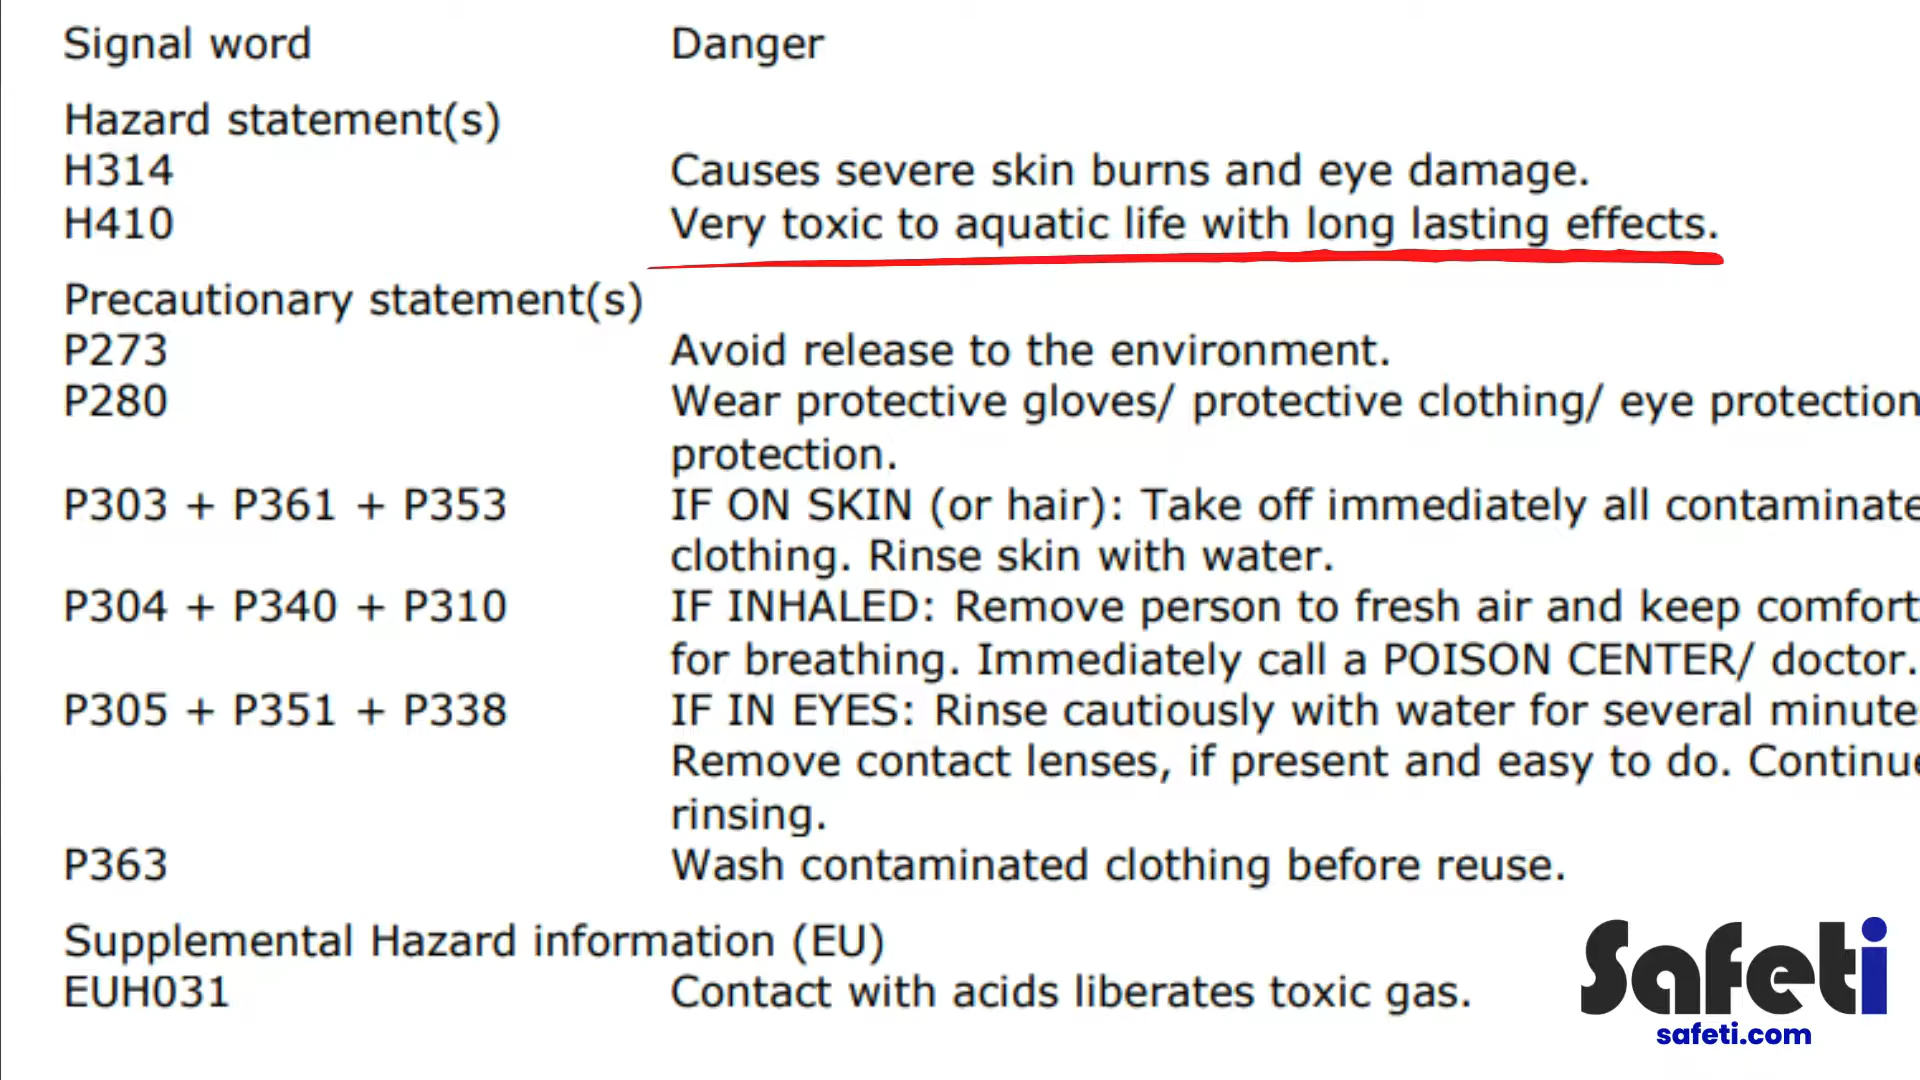 Signal word Danger
Hazard statement(s)
H314 Causes severe skin burns and eye damage.
H410 Very toxic to aquatic life with long lasting effects.
Precautionary statement(s)
P273 Avoid release to the environment.
P280 Wear protective gloves/ protective clothing/ eye protection
protection.
P303 + P361 + P353 IF ON SKIN (or hair): Take off immediately all contaminate
clothing. Rinse skin with water.
P304 + P340 + P310 IF INHALED: Remove person to fresh air and keep comfort
for breathing. Immediately call a POISON CENTER/ doctor.
P305 + P351 + P338 IF IN EYES: Rinse cautiously with water for several minute
Remove contact lenses, if present and easy to do. Continue
rinsing.
P363 Wash contaminated clothing before reuse.
Supplemental Hazard information (EU)
EUH031 Contact with acids liberates toxic gas.
Safeti
safeti.com